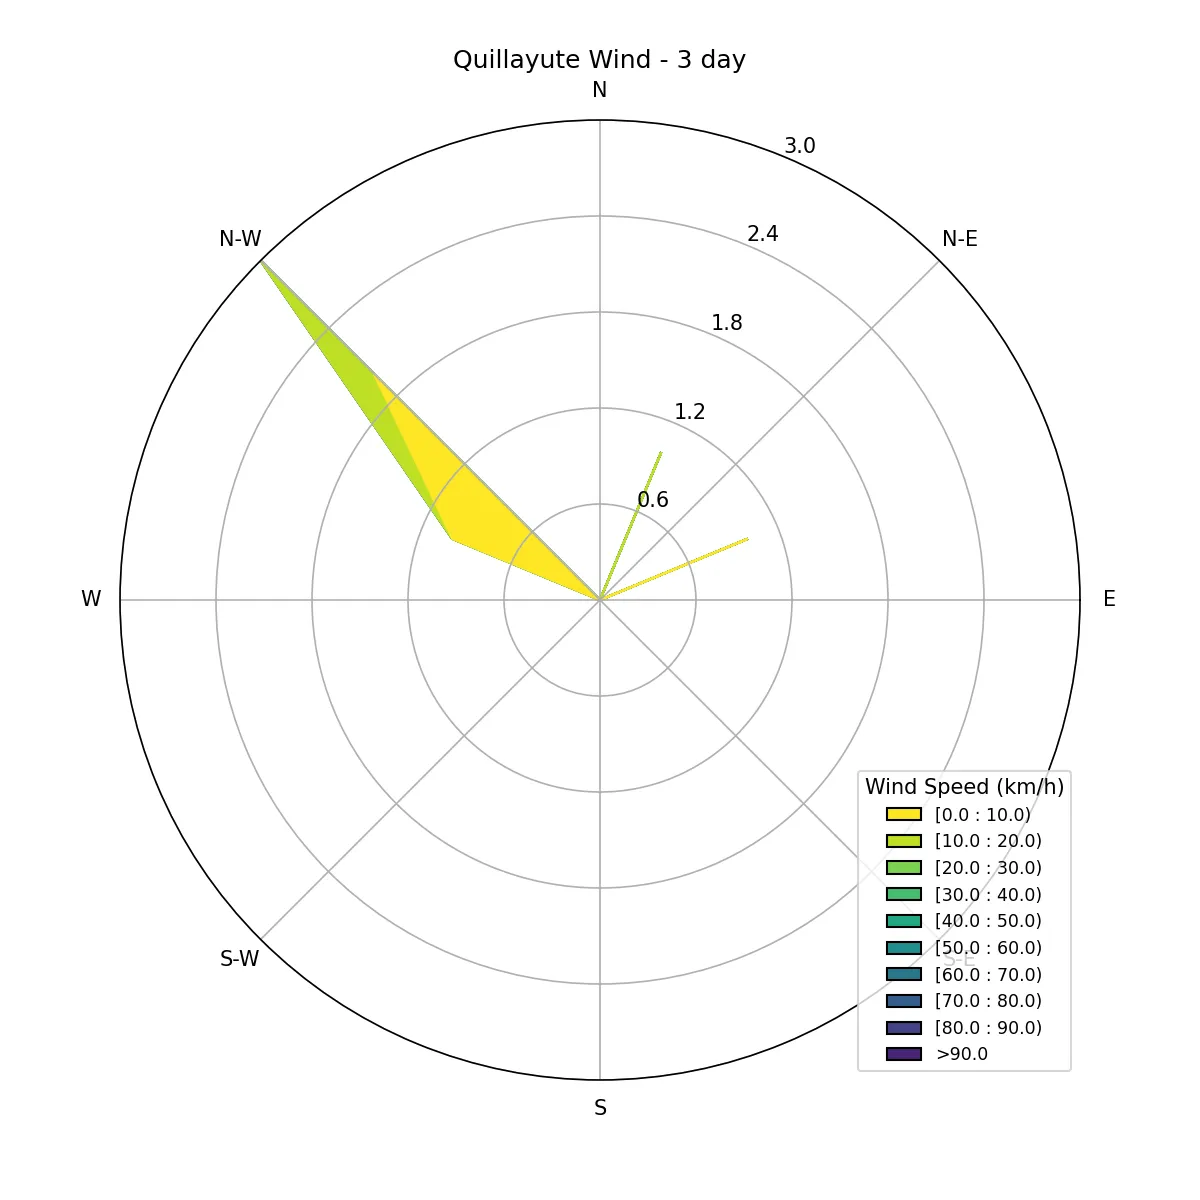 Quillayute Wind - 3 day
N
3.0
N-W
2.4
N-E
1.8
1.2
0.6
W
E
Wind Speed (km/h)
[0.0 : 10.0)
[10.0 : 20.0)
[20.0 : 30.0)
[30.0 : 40.0)
[40.0 : 50.0)
[50.0 : 60.0)
S-W
S-E
[60.0 : 70.0)
[70.0 : 80.0)
[80.0 : 90.0)
>90.0
S